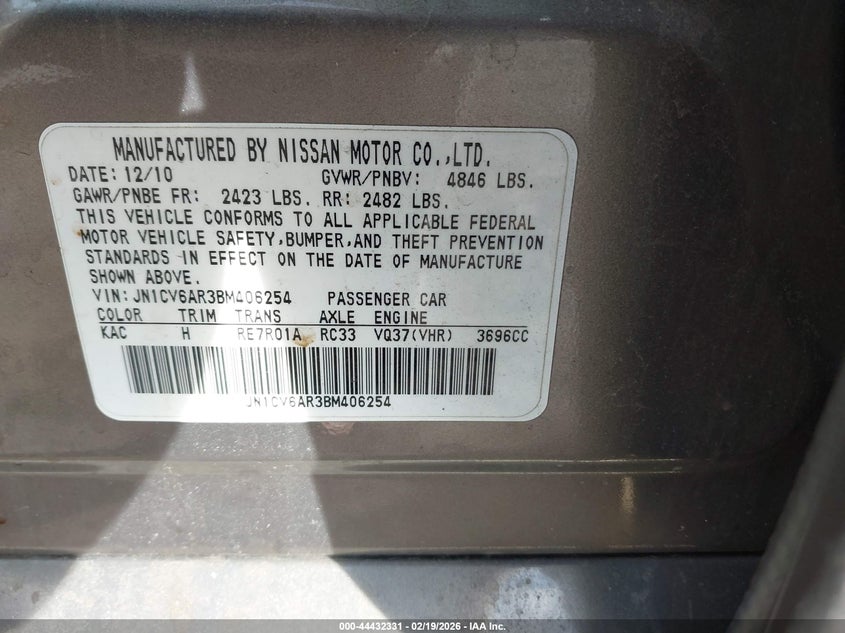 MANUFACTURED BY NISSAN MOTOR CO.,LTD.
DATE: 12/10 GVWR/PNBV: 4846 LBS.
GAWR/PNBE FR: 2423 LBS. RR: 2482 LBS.
THIS VEHICLE CONFORMS TO ALL APPLICABLE FEDERAL
MOTOR VEHICLE SAFETY,BUMPER,AND THEFT PREVENTION
STANDARDS IN EFFECT ON THE DATE OF MANUFACTURE
SHOWN ABOVE.
VIN: JN1CV6AR3BM406254 PASSENGER CAR
COLOR TRIM TRANS AXLE ENGINE
KAC H RE7R01A RC33 VQ37(VHR) 3696CC
JN1CV6AR3BM406254
000-44432331 - 02/19/2026 - IAA Inc.